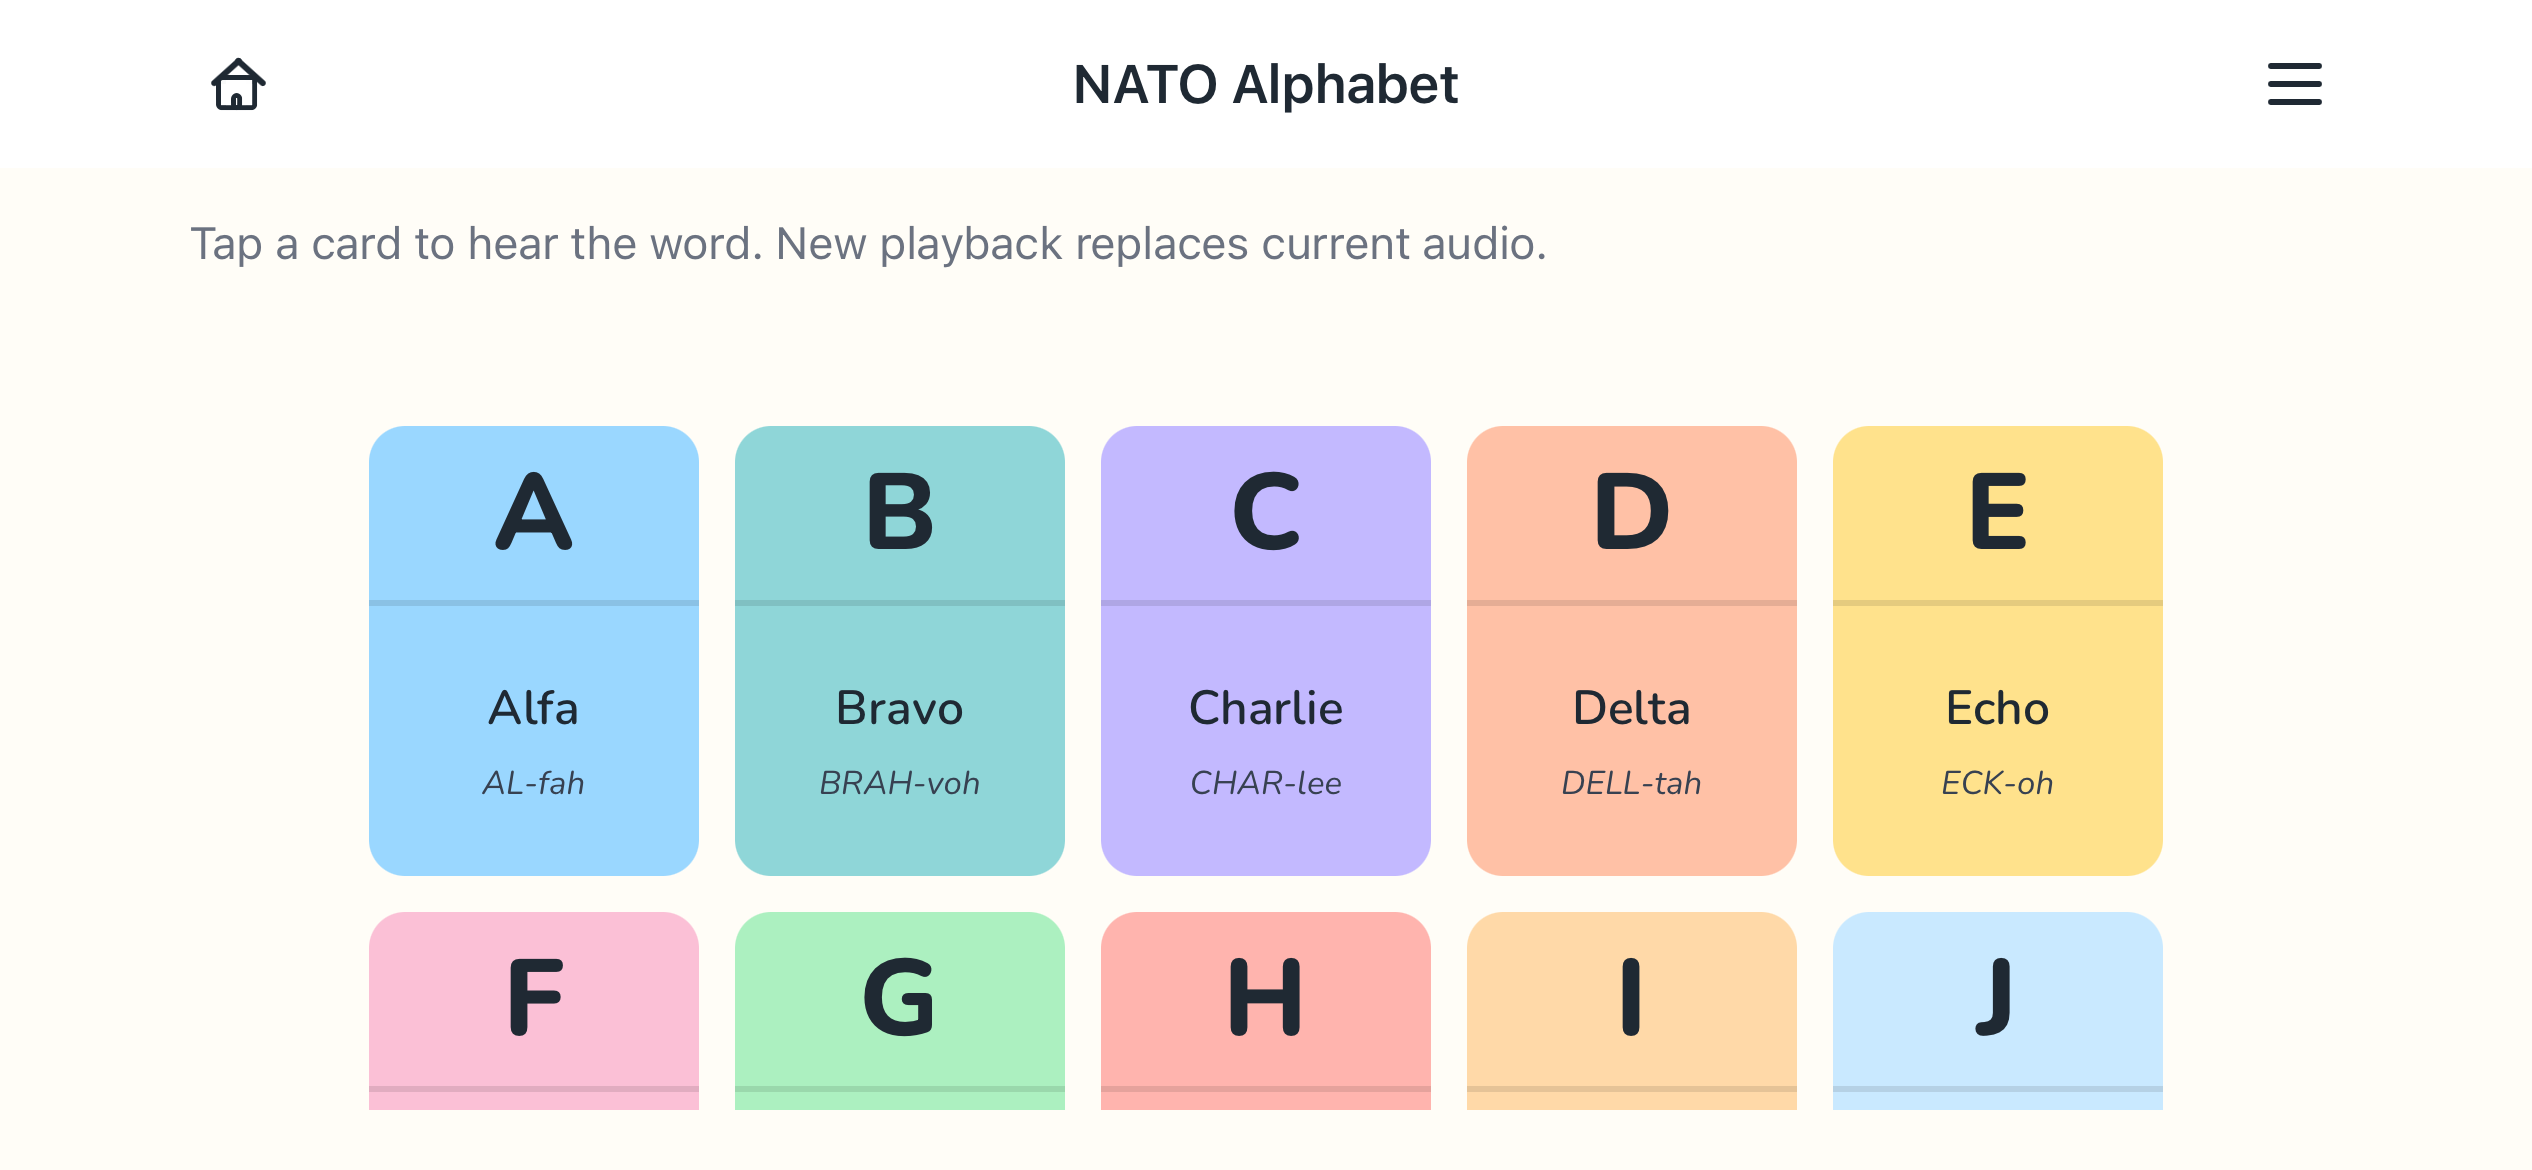 NATO Alphabet
Tap a card to hear the word. New playback replaces current audio.
A
B
C
D
E
Alfa
Bravo
Charlie
Delta
Echo
AL-fah
BRAH-voh
CHAR-lee
DELL-tah
ECK-oh
F
G
H
I
J